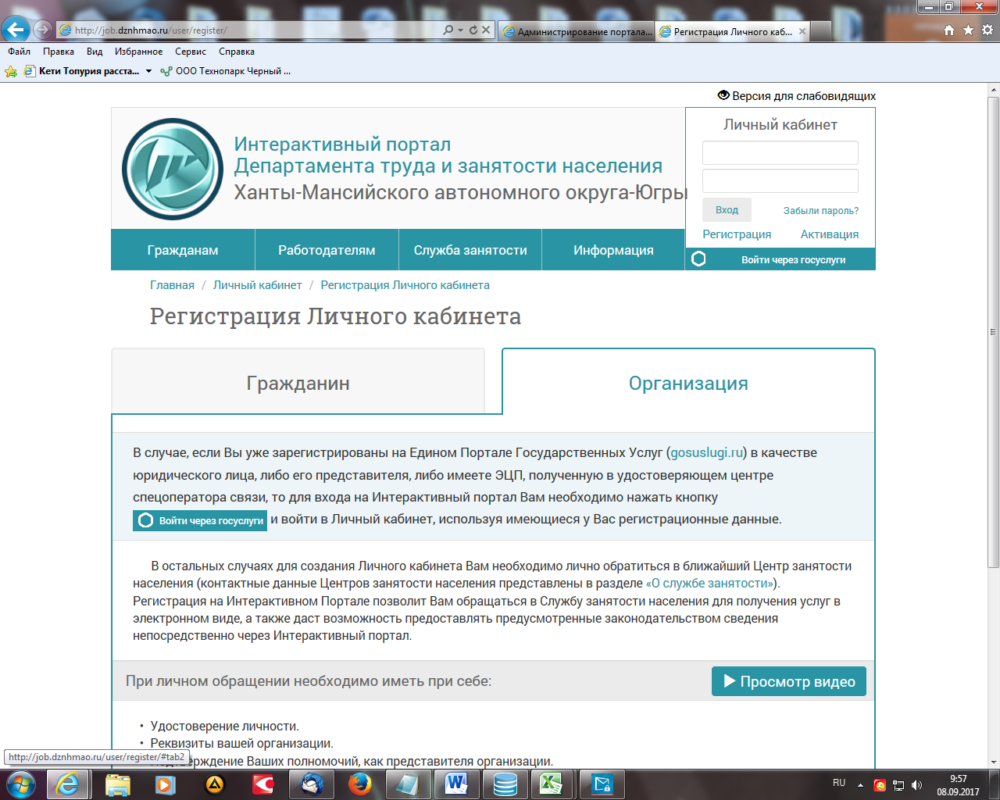 http://job.dznhmao.ru/user/register/
Администрирование портала...
Регистрация Личного каб...
Файл Правка Вид Избранное Сервис Справка
Кети Топурия расста... ООО Технопарк Черный ...
Версия для слабовидящих
Интерактивный портал
Департамента труда и занятости населения
Ханты-Мансийского автономного округа-Югры
Личный кабинет
Вход Забыли пароль?
Регистрация Активация
Войти через госуслуги
Гражданам Работодателям Служба занятости Информация
Главная / Личный кабинет / Регистрация Личного кабинета
Регистрация Личного кабинета
Гражданин Организация
В случае, если Вы уже зарегистрированы на Едином Портале Государственных Услуг (gosuslugi.ru) в качестве
юридического лица, либо его представителя, либо имеете ЭЦП, полученную в удостоверяющем центре
спецоператора связи, то для входа на Интерактивный портал Вам необходимо нажать кнопку
Войти через госуслуги и войти в Личный кабинет, используя имеющиеся у Вас регистрационные данные.
В остальных случаях для создания Личного кабинета Вам необходимо лично обратиться в ближайший Центр занятости
населения (контактные данные Центров занятости населения представлены в разделе «О службе занятости»).
Регистрация на Интерактивном Портале позволит Вам обращаться в Службу занятости населения для получения услуг в
электронном виде, а также даст возможность предоставлять предусмотренные законодательством сведения
непосредственно через Интерактивный портал.
При личном обращении необходимо иметь при себе: Просмотр видео
• Удостоверение личности.
• Реквизиты вашей организации.
Ваших полномочий, как представителя организации.
http://job.dznhmao.ru/user/register/#tab2
RU
9:57
08.09.2017